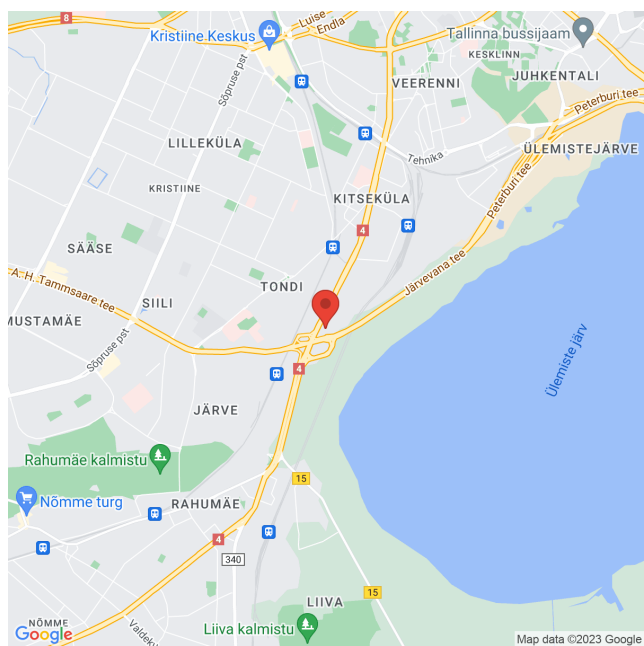 8
Luise
Endla
Kristiine Keskus
4
Tallinna bussijaam
KESKLINN
JUHKENTALI
VEERENNI
Sõpruse pst
Peterburi tee
LILLEKÜLA
Tehnika
ÜLEMISTEJÄRVE
KRISTIINE
KITSEKÜLA
Peterburi tee
4
SÄÄSE
A. H. Tammsaare tee
TONDI
Järvevana tee
SIILI
MUSTAMÄE
Sõpruse pst
Ülemiste järv
4
JÄRVE
Rahumäe kalmistu
15
Nõmme turg
RAHUMÄE
4
340
15
LIIVA
NÕMME
Valdek
Liiva kalmistu
Google
Map data ©2023 Google